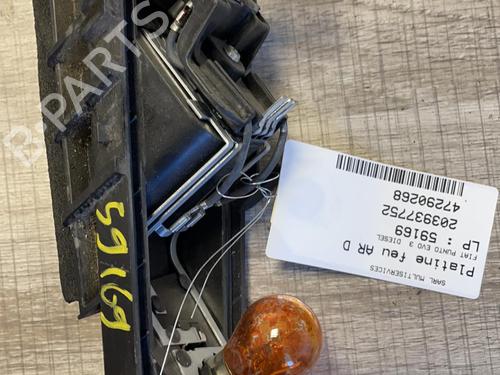 SARL MULTISERVICES
Platine feu AR D
FIAT PUNTO EVO 3 DIESEL
LP : 59169
203937752
47290268
59169
B-PARTS